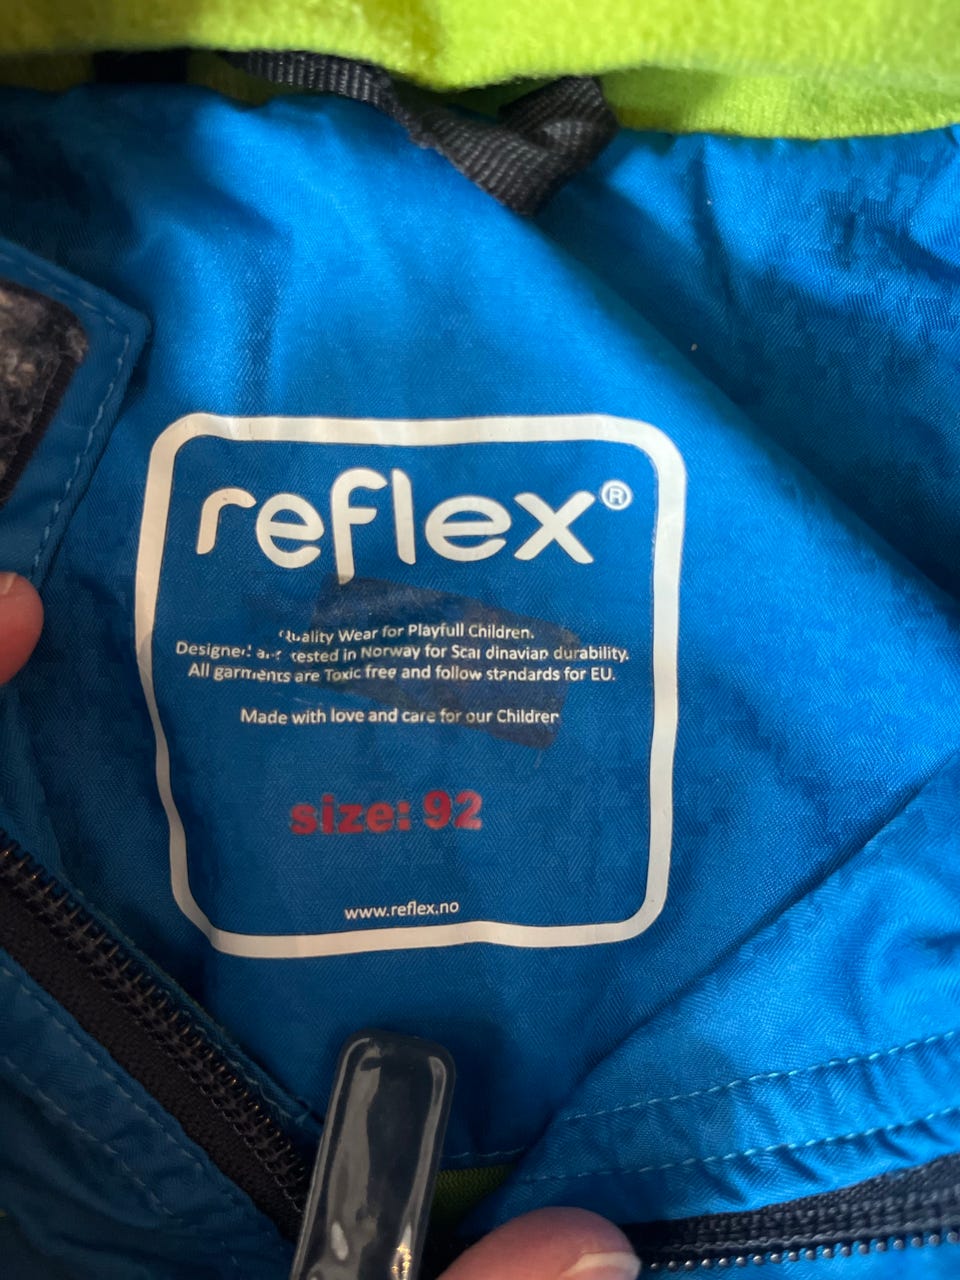 reflex®
Quality Wear for Playfull Children.
Designed and tested in Norway for Scandinavian durability.
All garments are Toxic free and follow standards for EU.
Made with love and care for our Children
size: 92
www.reflex.no